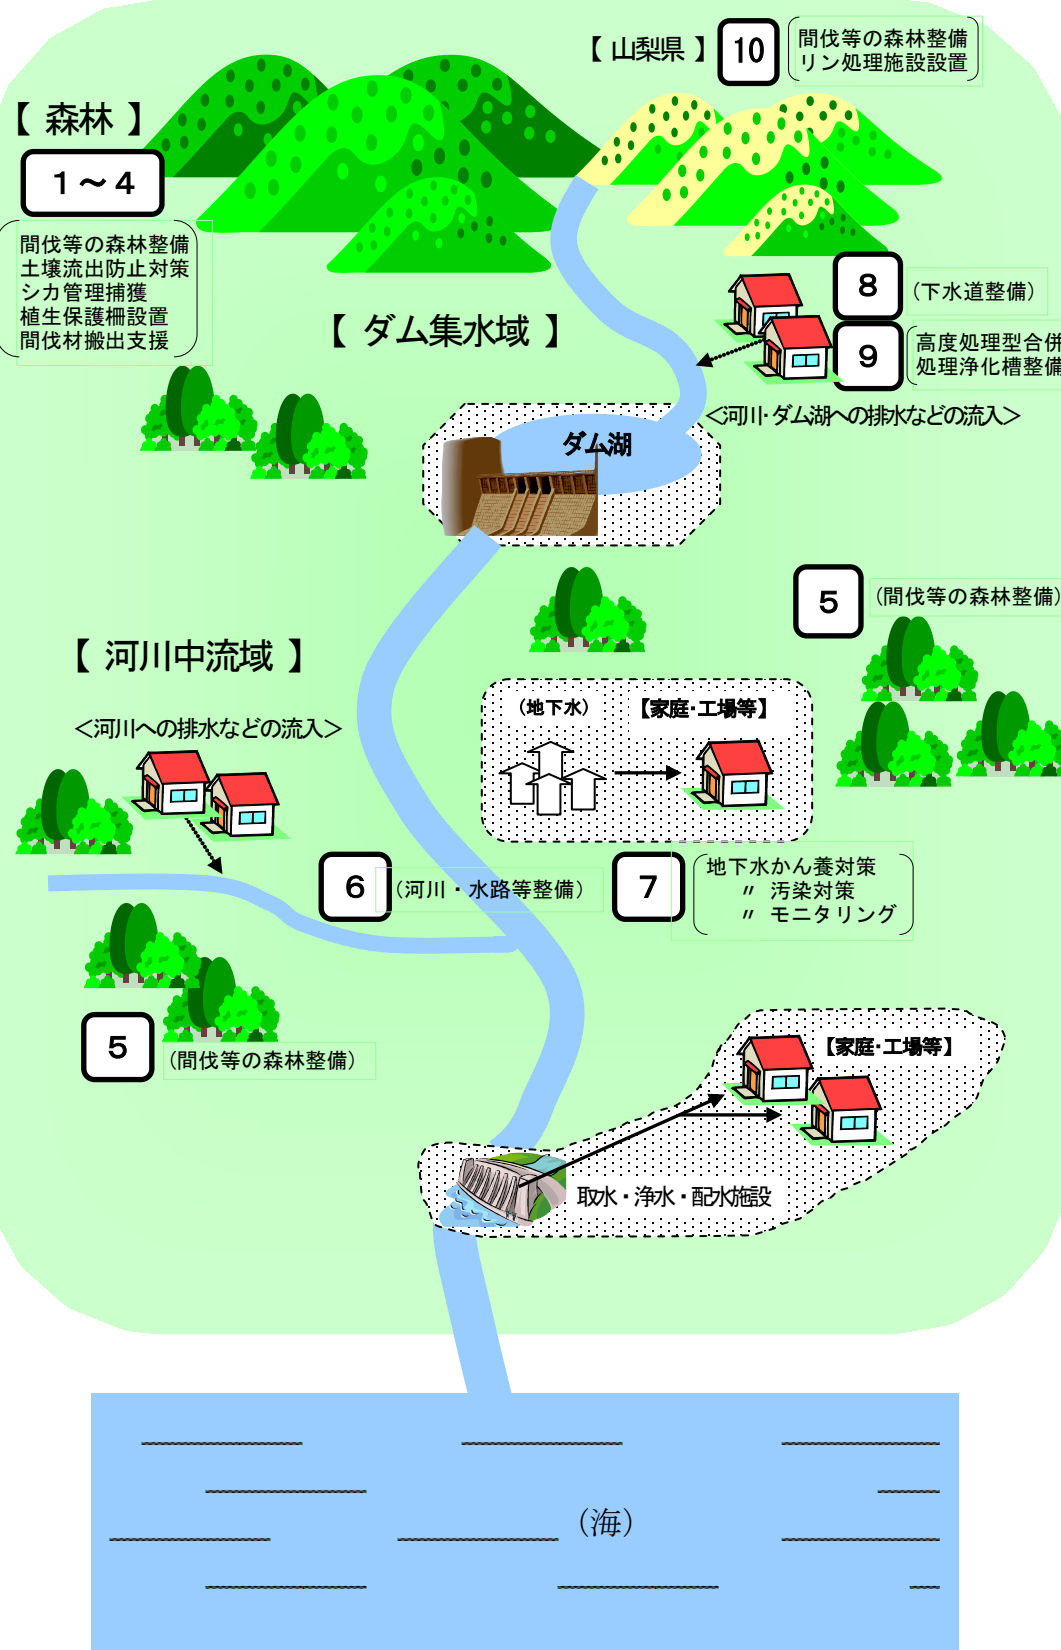 【 山梨県 】
10
間伐等の森林整備
リン処理施設設置
【 森林 】
1～4
間伐等の森林整備
土壌流出防止対策
シカ管理捕獲
植生保護柵設置
間伐材搬出支援
【 ダム集水域 】
8
(下水道整備)
9
高度処理型合併
処理浄化槽整備
＜河川・ダム湖への排水などの流入＞
ダム湖
5
(間伐等の森林整備)
【 河川中流域 】
＜河川への排水などの流入＞
(地下水)
【家庭・工場等】
6
(河川・水路等整備)
7
地下水かん養対策
〃 汚染対策
〃 モニタリング
5
(間伐等の森林整備)
【家庭・工場等】
取水・浄水・配水施設
（海）